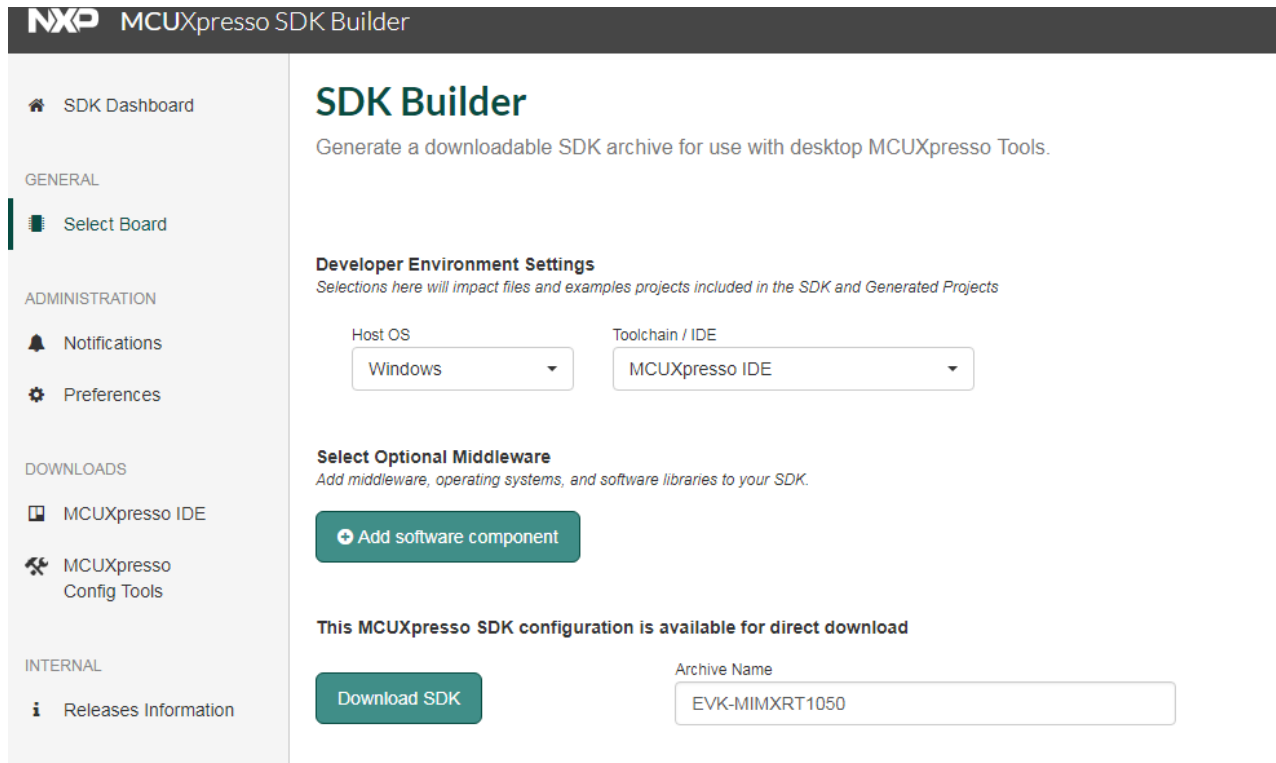 NXP MCUXpresso SDK Builder
SDK Dashboard
GENERAL
Select Board
ADMINISTRATION
Notifications
Preferences
DOWNLOADS
MCUXpresso IDE
MCUXpresso
Config Tools
INTERNAL
Releases Information
SDK Builder
Generate a downloadable SDK archive for use with desktop MCUXpresso Tools.
Developer Environment Settings
Selections here will impact files and examples projects included in the SDK and Generated Projects
Host OS
Windows
Toolchain / IDE
MCUXpresso IDE
Select Optional Middleware
Add middleware, operating systems, and software libraries to your SDK.
Add software component
This MCUXpresso SDK configuration is available for direct download
Download SDK
Archive Name
EVK-MIMXRT1050